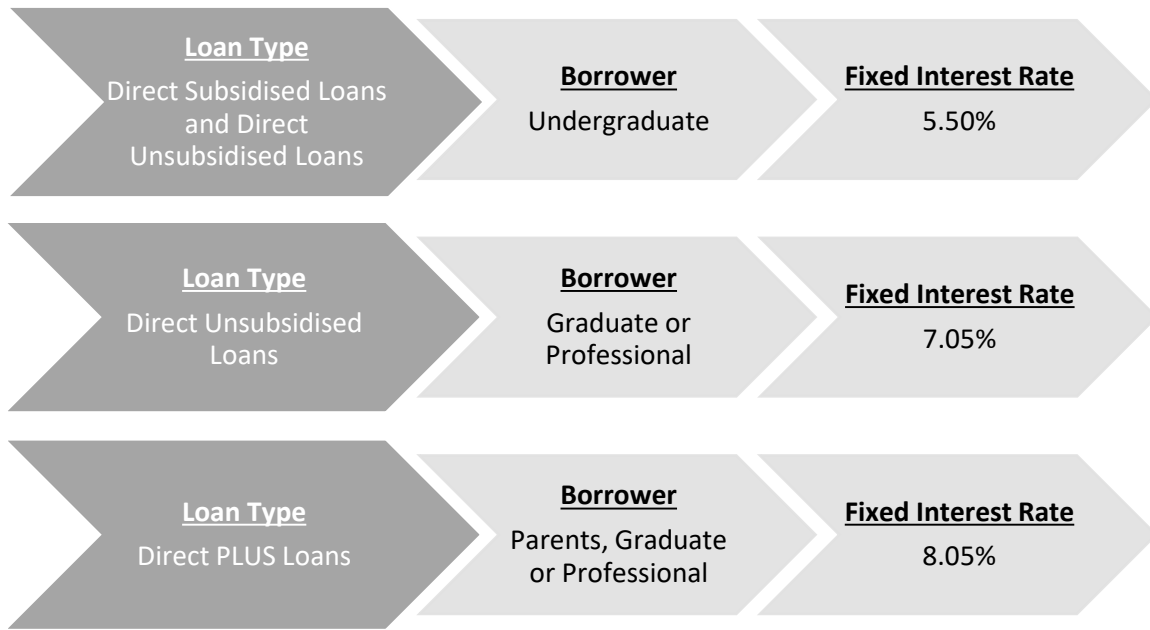 Loan Type
Direct Subsidised Loans
and Direct
Unsubsidised Loans
Borrower
Undergraduate
Fixed Interest Rate
5.50%
Loan Type
Direct Unsubsidised
Loans
Borrower
Graduate or
Professional
Fixed Interest Rate
7.05%
Loan Type
Direct PLUS Loans
Borrower
Parents, Graduate
or Professional
Fixed Interest Rate
8.05%